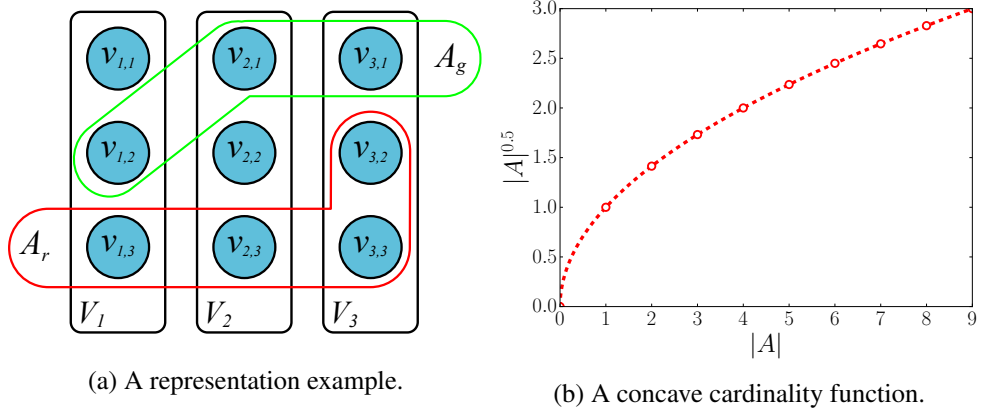 v1,1 v2,1 v3,1 Ag
v1,2 v2,2 v3,2
Ar v1,3 v2,3 v3,3
V1 V2 V3
(a) A representation example.
3.0
2.5
2.0
1.5
1.0
0.5
0.0
|A|^0.5
0 1 2 3 4 5 6 7 8 9
|A|
(b) A concave cardinality function.